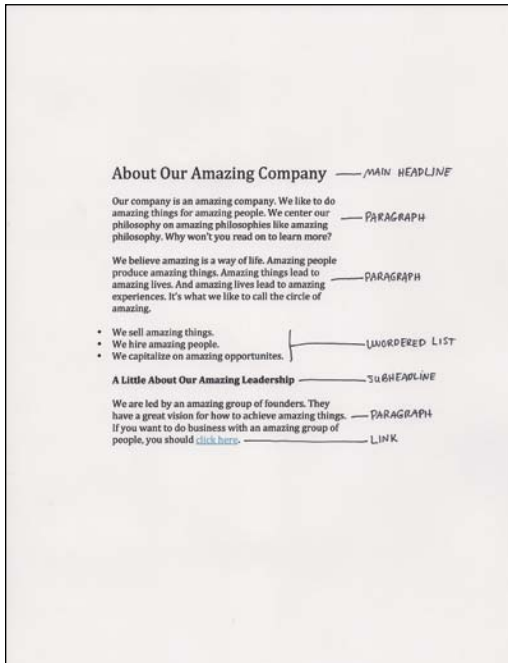 About Our Amazing Company MAIN HEADLINE
Our company is an amazing company. We like to do
amazing things for amazing people. We center our
philosophy on amazing philosophies like amazing PARAGRAPH
philosophy. Why won't you read on to learn more?
We believe amazing is a way of life. Amazing people
produce amazing things. Amazing things lead to
amazing lives. And amazing lives lead to amazing PARAGRAPH
experiences. It's what we like to call the circle of
amazing.
• We sell amazing things.
• We hire amazing people. UNORDERED LIST
• We capitalize on amazing opportunites.
A Little About Our Amazing Leadership SUBHEADLINE
We are led by an amazing group of founders. They
have a great vision for how to achieve amazing things. PARAGRAPH
If you want to do business with an amazing group of
people, you should click here. LINK